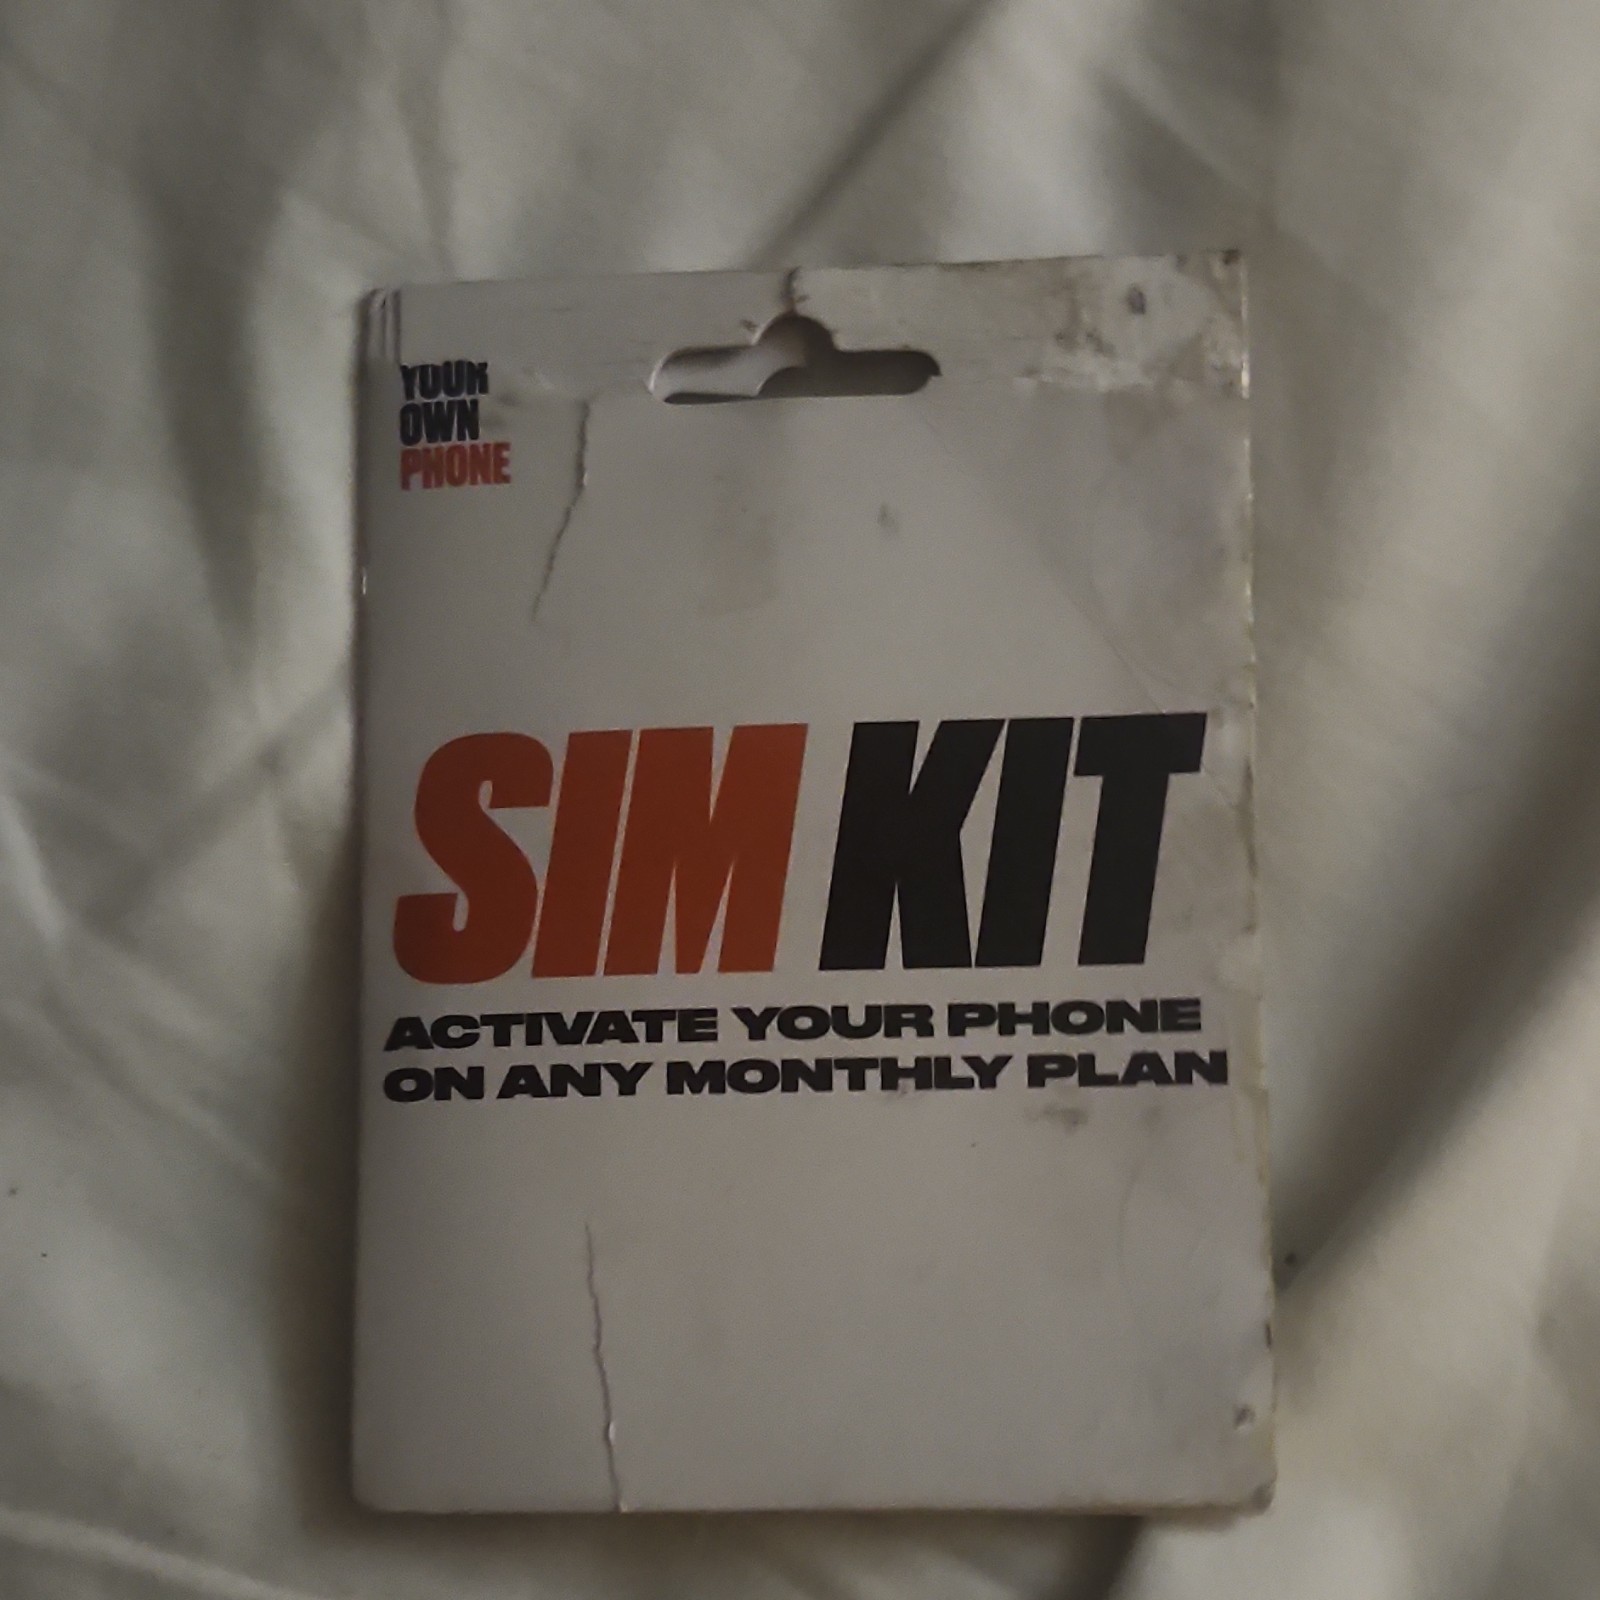 YOUR
OWN
PHONE
SIM KIT
ACTIVATE YOUR PHONE
ON ANY MONTHLY PLAN